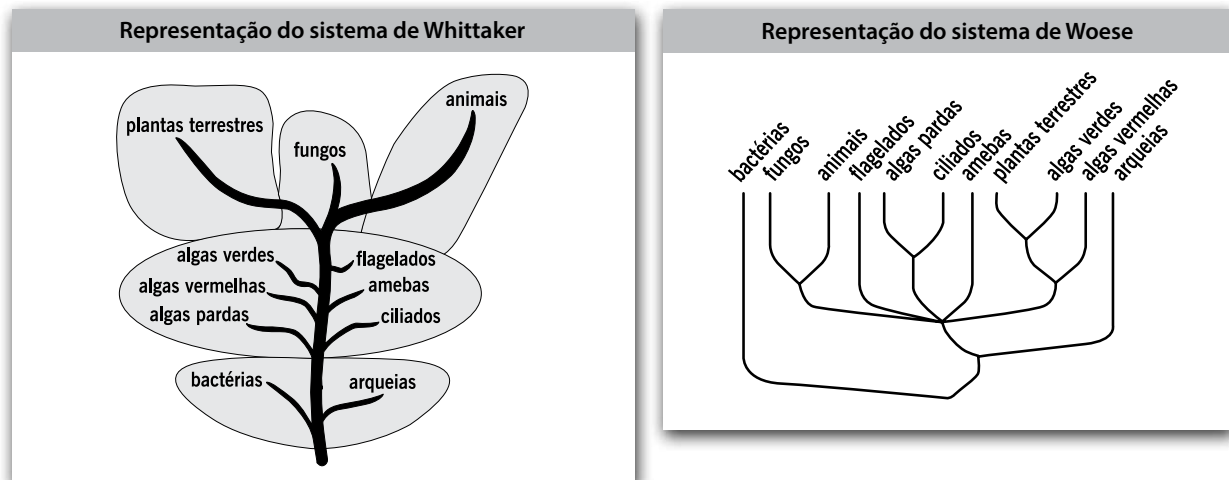 Representação do sistema de Whittaker
plantas terrestres
fungos
animais
algas verdes
flagelados
algas vermelhas
amebas
algas pardas
ciliados
bactérias
arqueias
Representação do sistema de Woese
bactérias
fungos
animais
flagelados
algas pardas
ciliados
amebas
plantas terrestres
algas verdes
algas vermelhas
arqueias